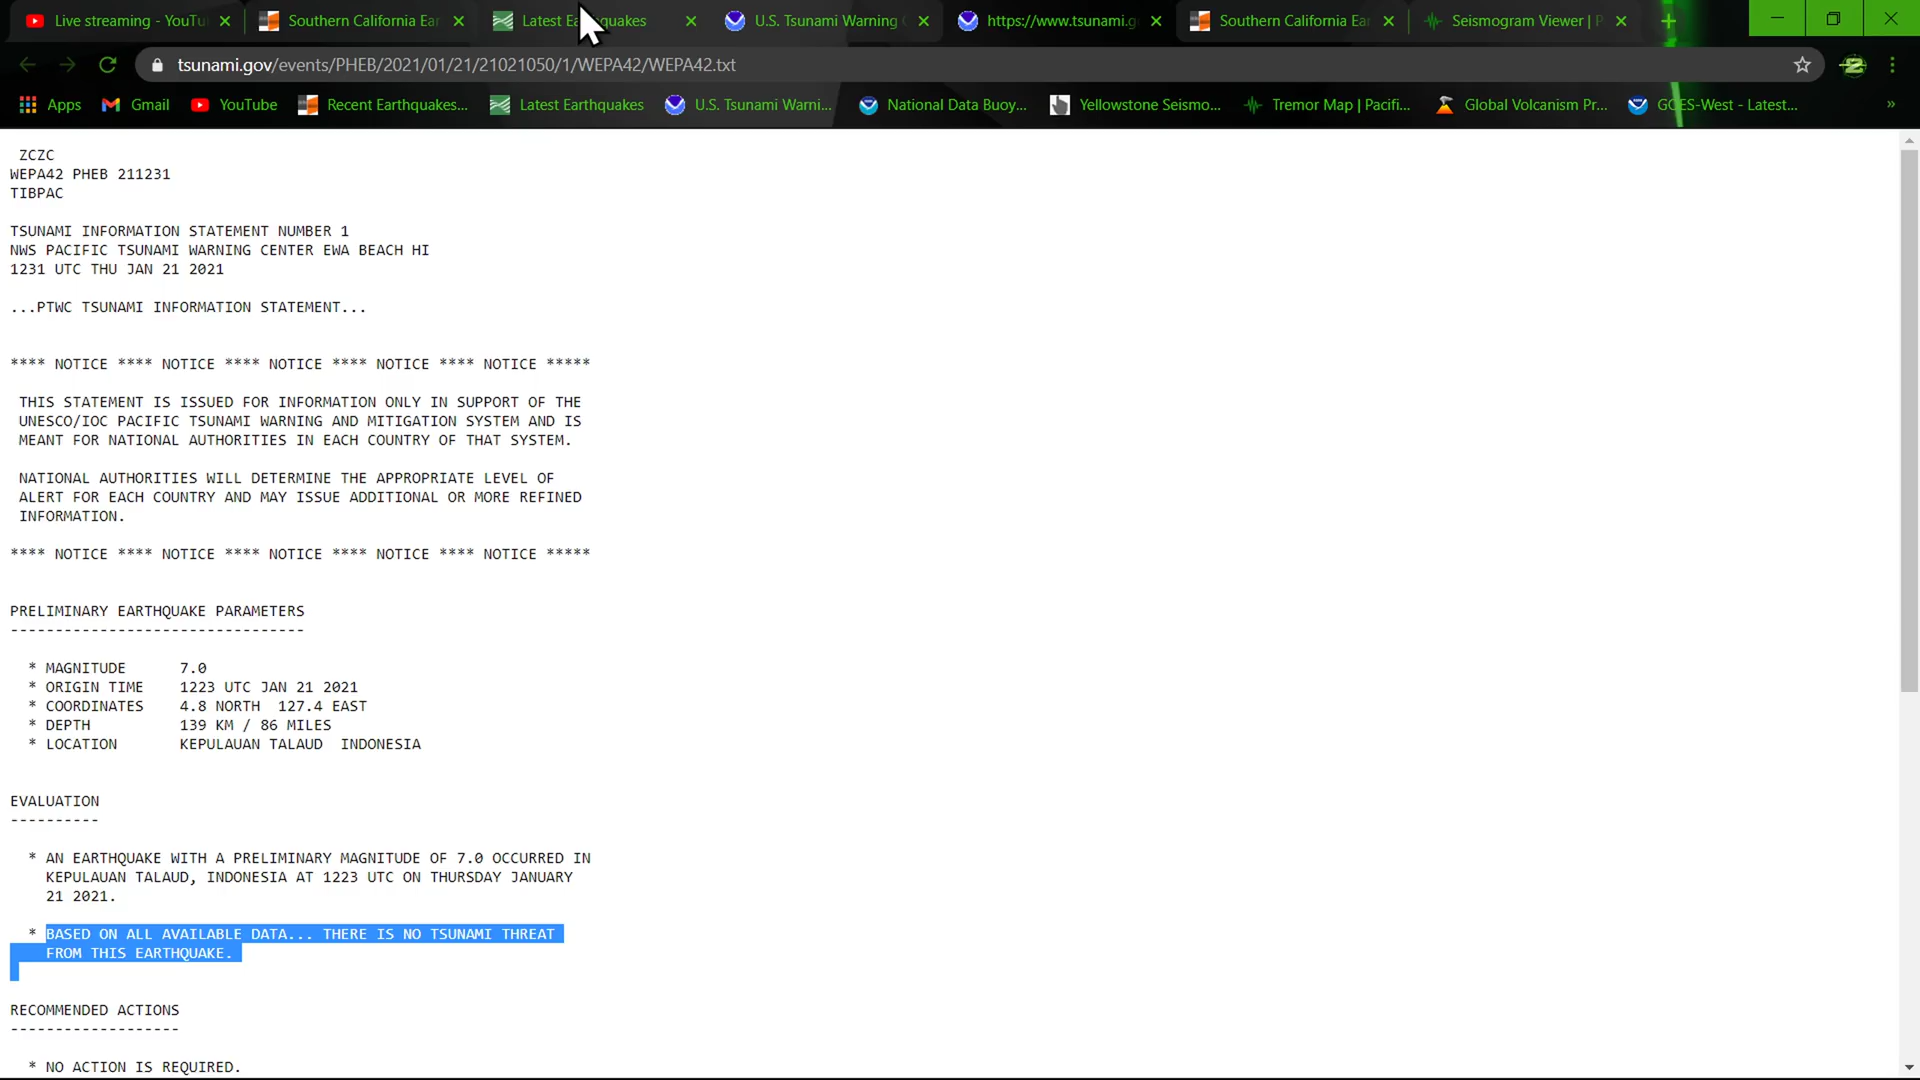 Live streaming - YouTu
Southern California Ear
Latest Ea quakes
U.S. Tsunami Warning
https://www.tsunami.g
Southern California Ear
Seismogram Viewer | P
tsunami.gov/events/PHEB/2021/01/21/21021050/1/WEPA42/WEPA42.txt
Apps
Gmail
YouTube
Recent Earthquakes...
Latest Earthquakes
U.S. Tsunami Warni...
National Data Buoy...
Yellowstone Seismo...
Tremor Map | Pacifi...
Global Volcanism Pr...
GOES-West - Latest...
»
ZCZC
WEPA42 PHEB 211231
TIBPAC
TSUNAMI INFORMATION STATEMENT NUMBER 1
NWS PACIFIC TSUNAMI WARNING CENTER EWA BEACH HI
1231 UTC THU JAN 21 2021
...PTWC TSUNAMI INFORMATION STATEMENT...
**** NOTICE **** NOTICE **** NOTICE **** NOTICE **** NOTICE *****
THIS STATEMENT IS ISSUED FOR INFORMATION ONLY IN SUPPORT OF THE
UNESCO/IOC PACIFIC TSUNAMI WARNING AND MITIGATION SYSTEM AND IS
MEANT FOR NATIONAL AUTHORITIES IN EACH COUNTRY OF THAT SYSTEM.
NATIONAL AUTHORITIES WILL DETERMINE THE APPROPRIATE LEVEL OF
ALERT FOR EACH COUNTRY AND MAY ISSUE ADDITIONAL OR MORE REFINED
INFORMATION.
**** NOTICE **** NOTICE **** NOTICE **** NOTICE **** NOTICE *****
PRELIMINARY EARTHQUAKE PARAMETERS
---------------------------------
* MAGNITUDE 7.0
* ORIGIN TIME 1223 UTC JAN 21 2021
* COORDINATES 4.8 NORTH 127.4 EAST
* DEPTH 139 KM / 86 MILES
* LOCATION KEPULAUAN TALAUD INDONESIA
EVALUATION
----------
* AN EARTHQUAKE WITH A PRELIMINARY MAGNITUDE OF 7.0 OCCURRED IN
KEPULAUAN TALAUD, INDONESIA AT 1223 UTC ON THURSDAY JANUARY
21 2021.
* BASED ON ALL AVAILABLE DATA... THERE IS NO TSUNAMI THREAT
FROM THIS EARTHQUAKE.
RECOMMENDED ACTIONS
-------------------
* NO ACTION IS REQUIRED.